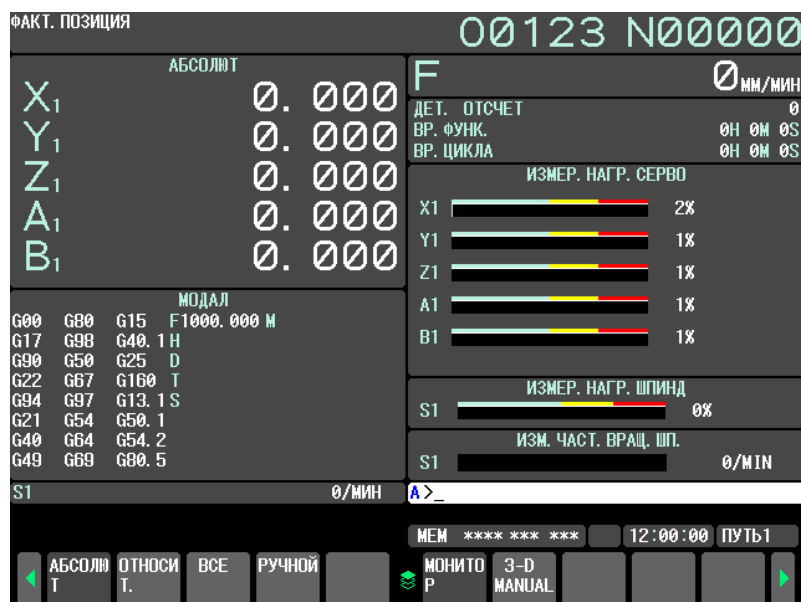 ФАКТ. ПОЗИЦИЯ
O0123 N00000
АБСОЛЮТ
X1 0.000
Y1 0.000
Z1 0.000
A1 0.000
B1 0.000
F 0 ММ/МИН
ДЕТ. ОТСЧЕТ 0
ВР. ФУНК. 0H 0M 0S
ВР. ЦИКЛА 0H 0M 0S
ИЗМЕР. НАГР. СЕРВО
X1 2%
Y1 1%
Z1 1%
A1 1%
B1 1%
МОДАЛ
G00 G80 G15 F1000.000 M
G17 G98 G40.1 H
G90 G50 G25 D
G22 G67 G160 T
G94 G97 G13.1 S
G21 G54 G50.1
G40 G64 G54.2
G49 G69 G80.5
ИЗМЕР. НАГР. ШПИНД
S1 0%
ИЗМ. ЧАСТ. ВРАЩ. ШП.
S1 0/MIN
S1 0/МИН
A>_
MEM **** *** *** 12:00:00 ПУТЬ1
АБСОЛЮ ОТНОСИ ВСЕ РУЧНОЙ МОНИТО 3-D
Т Т. Р MANUAL